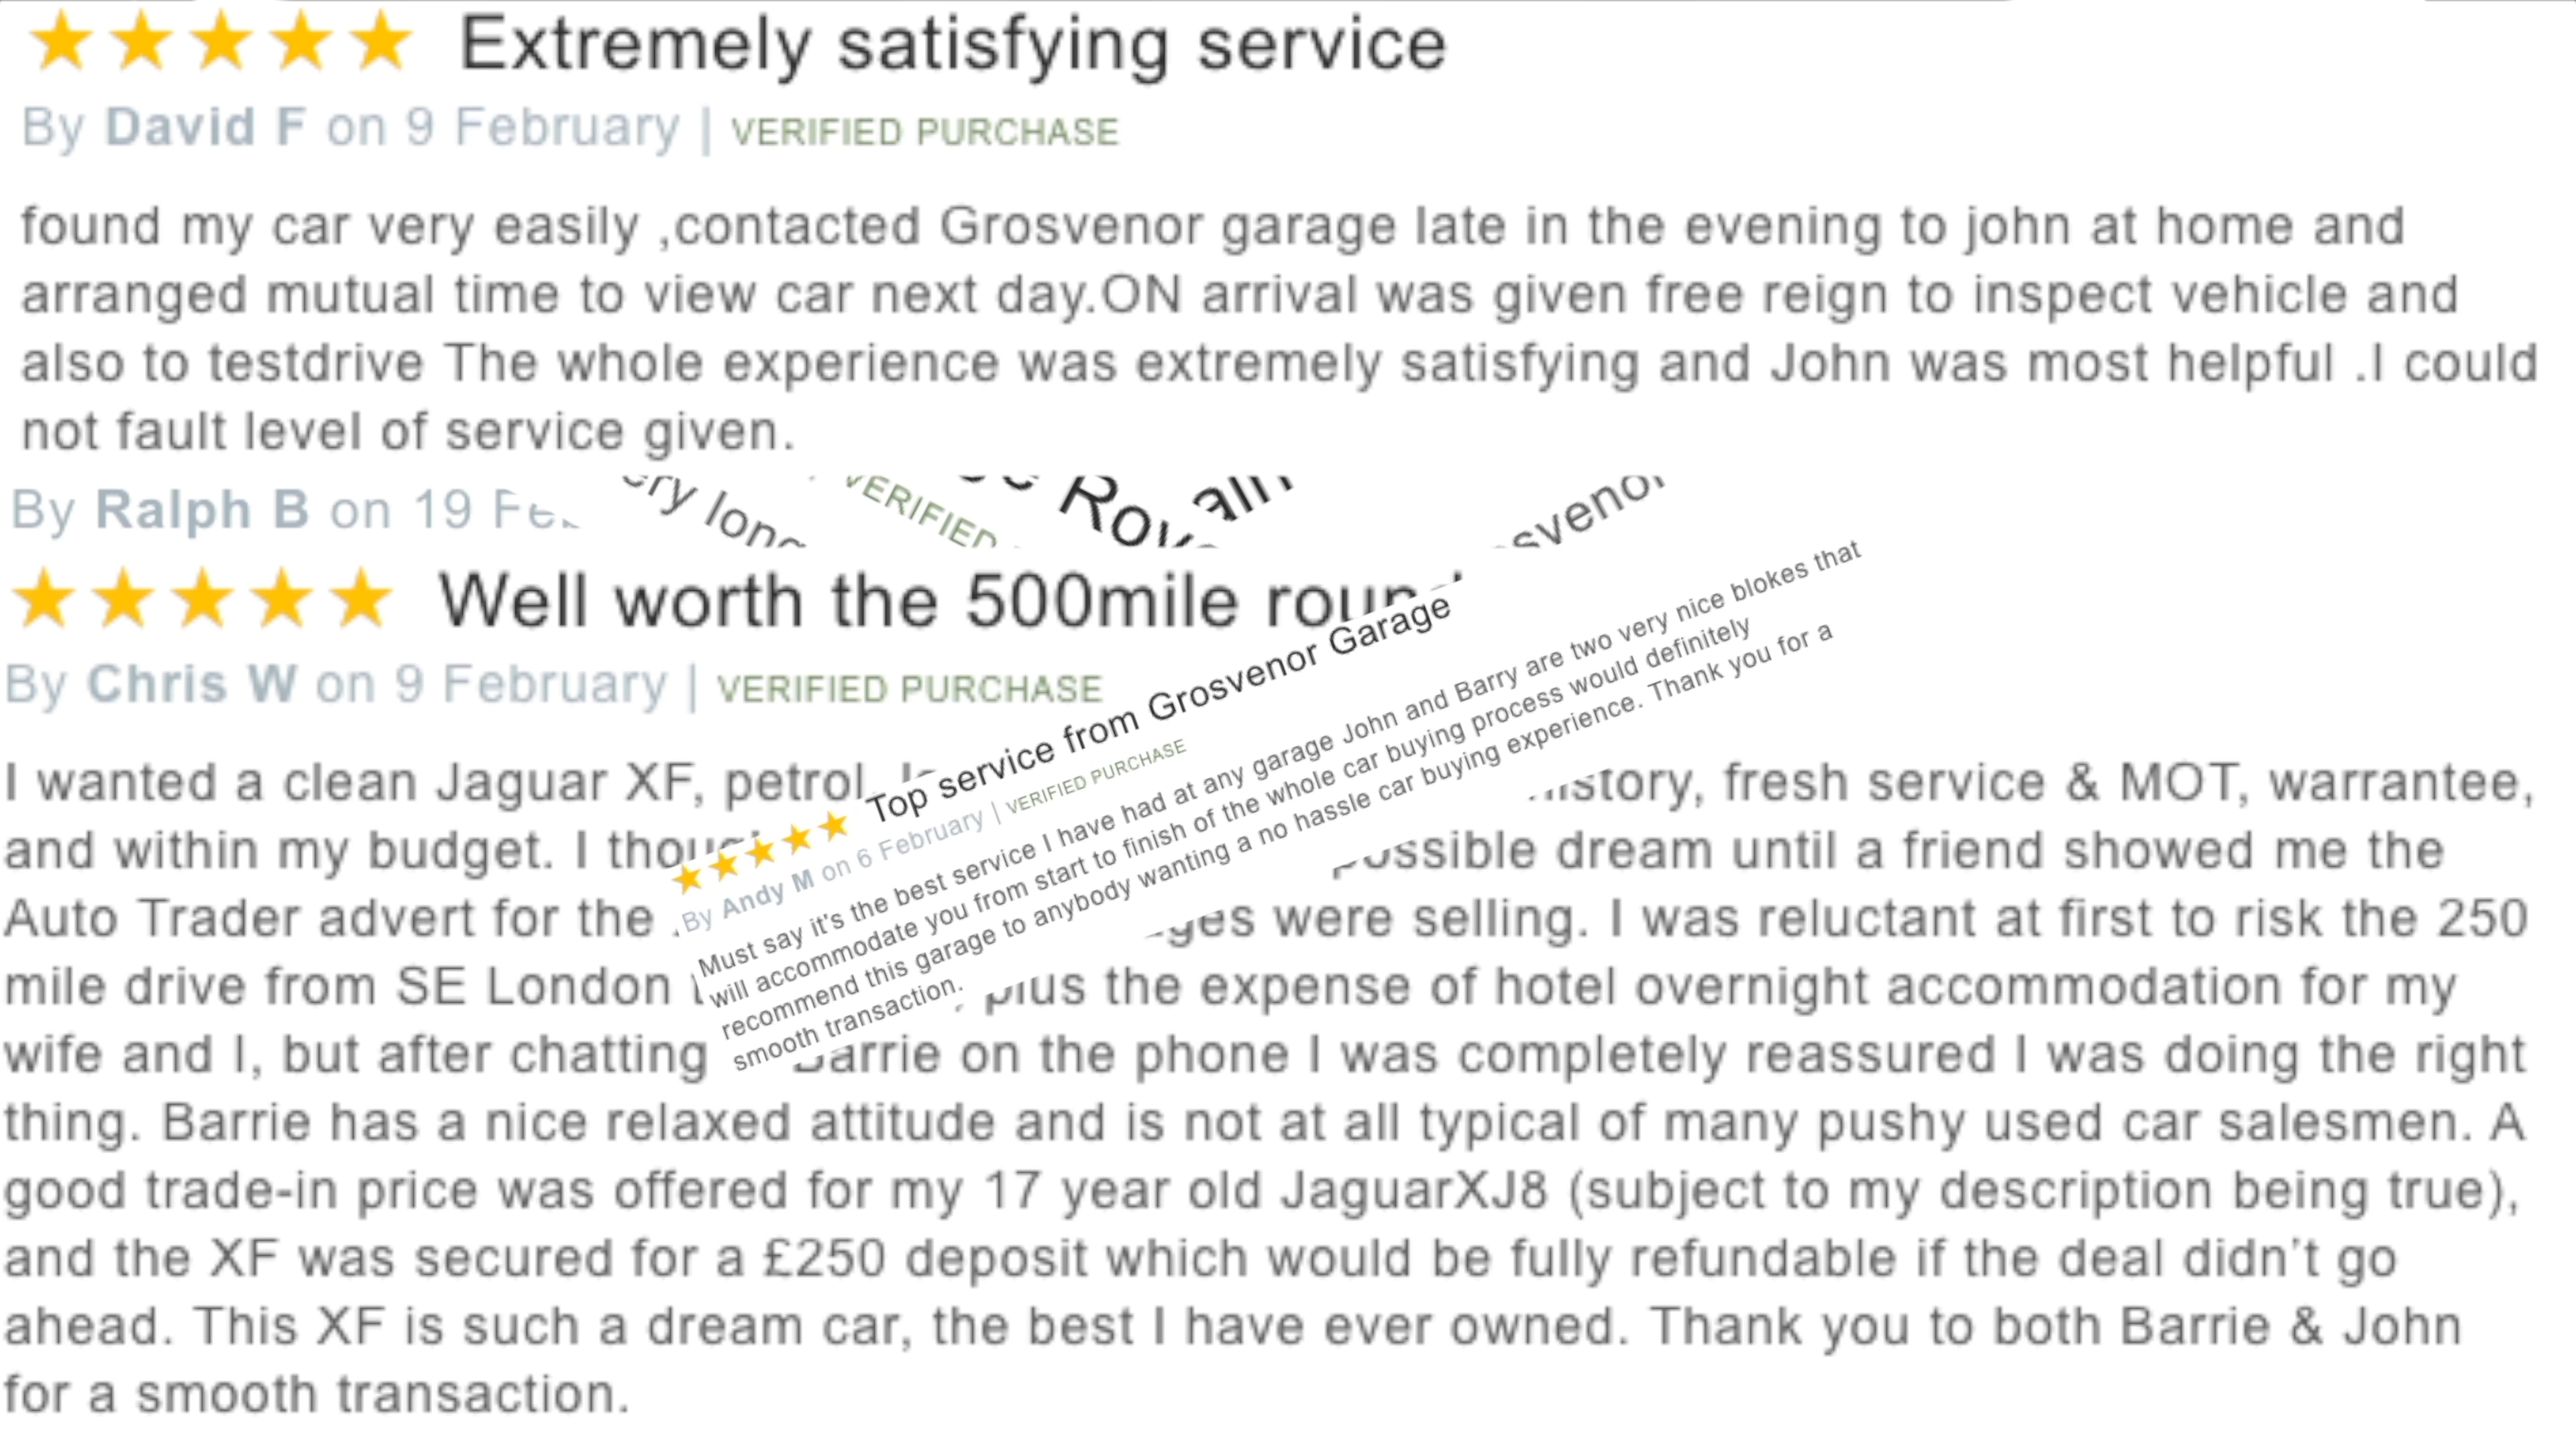 Extremely satisfying service
By David F on 9 February | VERIFIED PURCHASE
found my car very easily ,contacted Grosvenor garage late in the evening to john at home and
arranged mutual time to view car next day.ON arrival was given free reign to inspect vehicle and
also to testdrive The whole experience was extremely satisfying and John was most helpful .I could
not fault level of service given.
By Ralph B on 19
VERIFIED
Well worth the 500mile
By Chris W on 9 February | VERIFIED PURCHASE
I wanted a clean Jaguar XF, petrol fresh service & MOT, warrantee,
and within my budget. I dream until a friend showed me the
Auto Trader advert for the were selling. I was reluctant at first to risk the 250
mile drive from SE London plus the expense of hotel overnight accommodation for my
wife and I, but after chatting Barrie on the phone I was completely reassured I was doing the right
thing. Barrie has a nice relaxed attitude and is not at all typical of many pushy used car salesmen. A
good trade-in price was offered for my 17 year old JaguarXJ8 (subject to my description being true),
and the XF was secured for a £250 deposit which would be fully refundable if the deal didn't go
ahead. This XF is such a dream car, the best I have ever owned. Thank you to both Barrie & John
for a smooth transaction.
Top service from Grosvenor Garage
By Andy M on 6 February | VERIFIED PURCHASE
Must say it's the best service I have had at any garage John and Barry are two very nice blokes that
will accommodate you from start to finish of the whole car buying process would definitely
recommend this garage to anybody wanting a no hassle car buying experience. Thank you for a
smooth transaction.